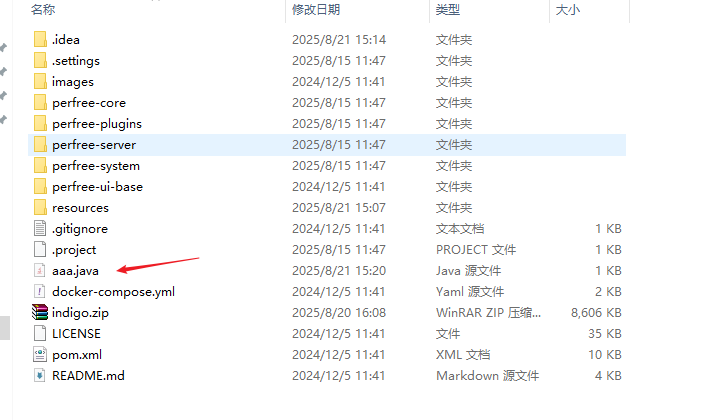 名称 修改日期 类型 大小
.idea 2025/8/21 15:14 文件夹
.settings 2025/8/15 11:47 文件夹
images 2024/12/5 11:41 文件夹
perfree-core 2025/8/15 11:47 文件夹
perfree-plugins 2025/8/15 11:47 文件夹
perfree-server 2025/8/15 11:47 文件夹
perfree-system 2025/8/15 11:47 文件夹
perfree-ui-base 2024/12/5 11:41 文件夹
resources 2025/8/21 15:07 文件夹
.gitignore 2024/12/5 11:41 文本文档 1 KB
.project 2025/8/15 11:47 PROJECT 文件 1 KB
aaa.java 2025/8/21 15:20 Java 源文件 1 KB
docker-compose.yml 2024/12/5 11:41 Yaml 源文件 2 KB
indigo.zip 2025/8/20 16:08 WinRAR ZIP 压缩... 8,606 KB
LICENSE 2024/12/5 11:41 文件 35 KB
pom.xml 2024/12/5 11:41 XML 文档 10 KB
README.md 2024/12/5 11:41 Markdown 源文件 4 KB